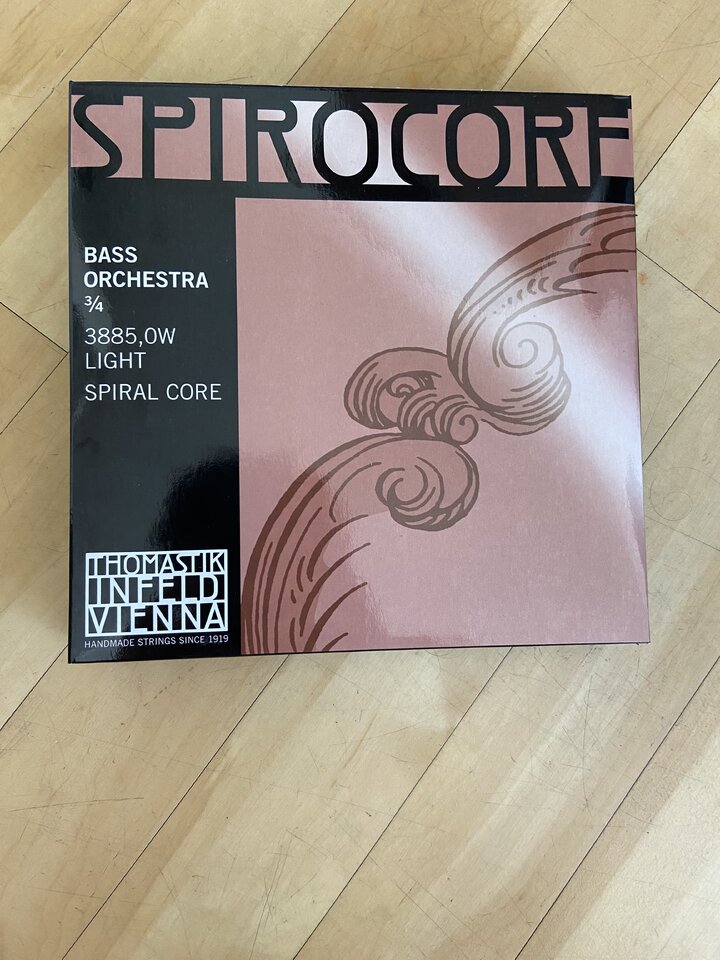 SPIROCORE
BASS
ORCHESTRA
¾
3885,0W
LIGHT
SPIRAL CORE
THOMASTIK
INFELD
VIENNA
HANDMADE STRINGS SINCE 1919